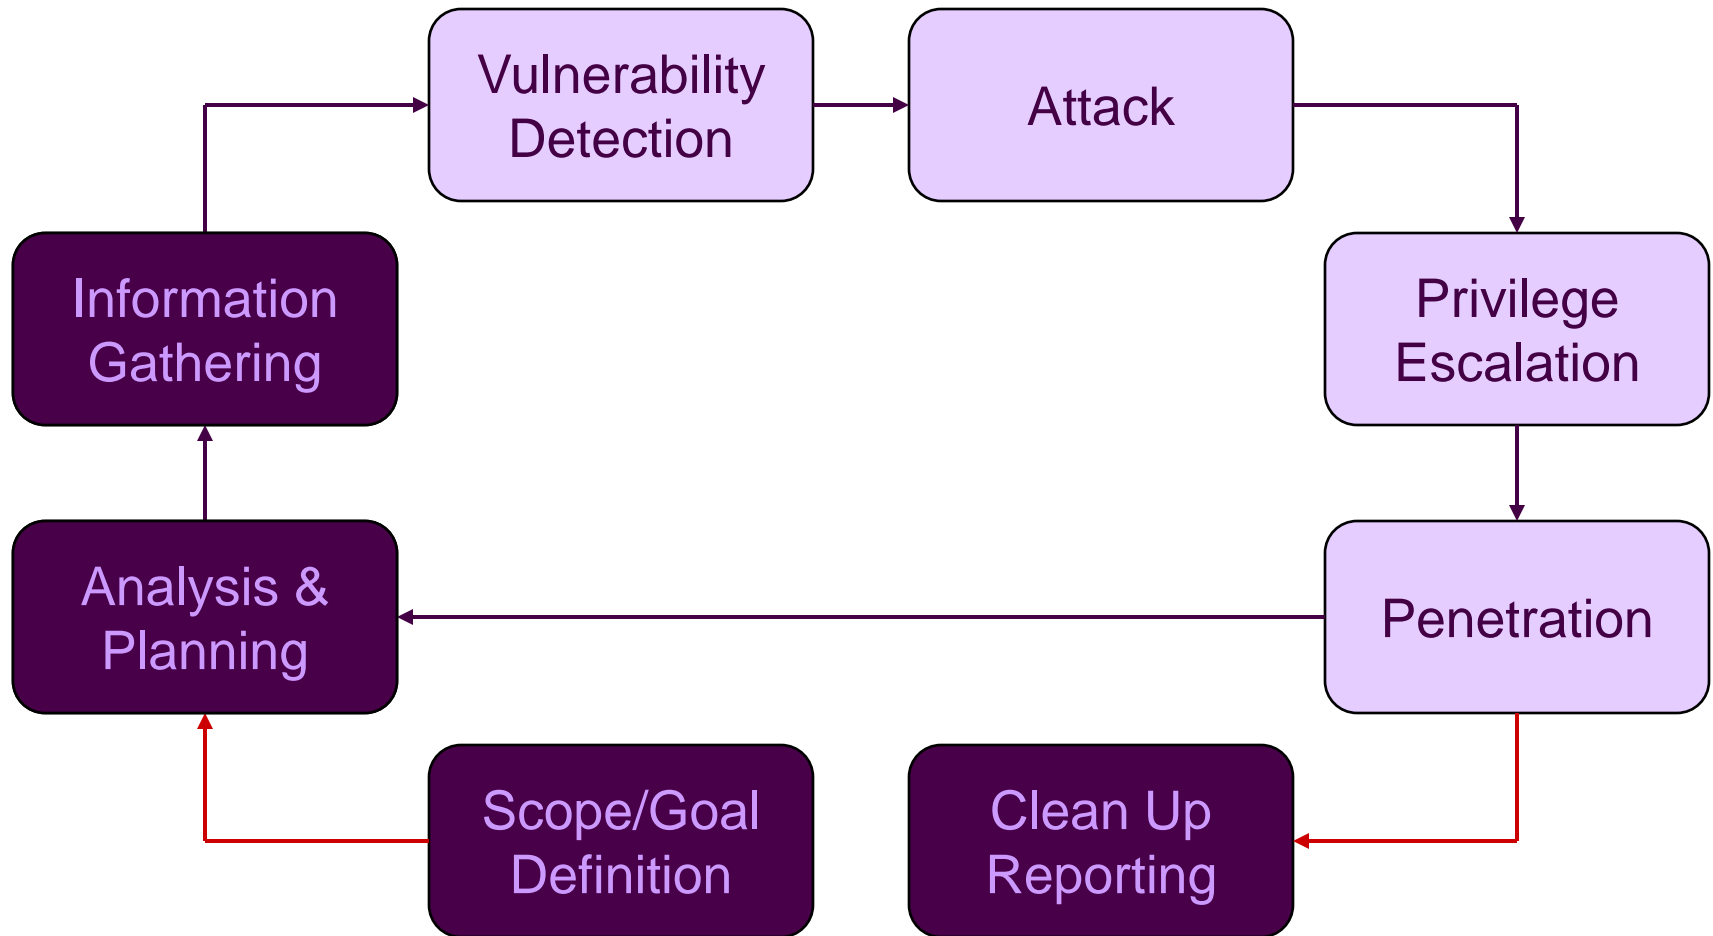 Vulnerability
Detection
Attack
Information
Gathering
Privilege
Escalation
Analysis &
Planning
Penetration
Scope/Goal
Definition
Clean Up
Reporting